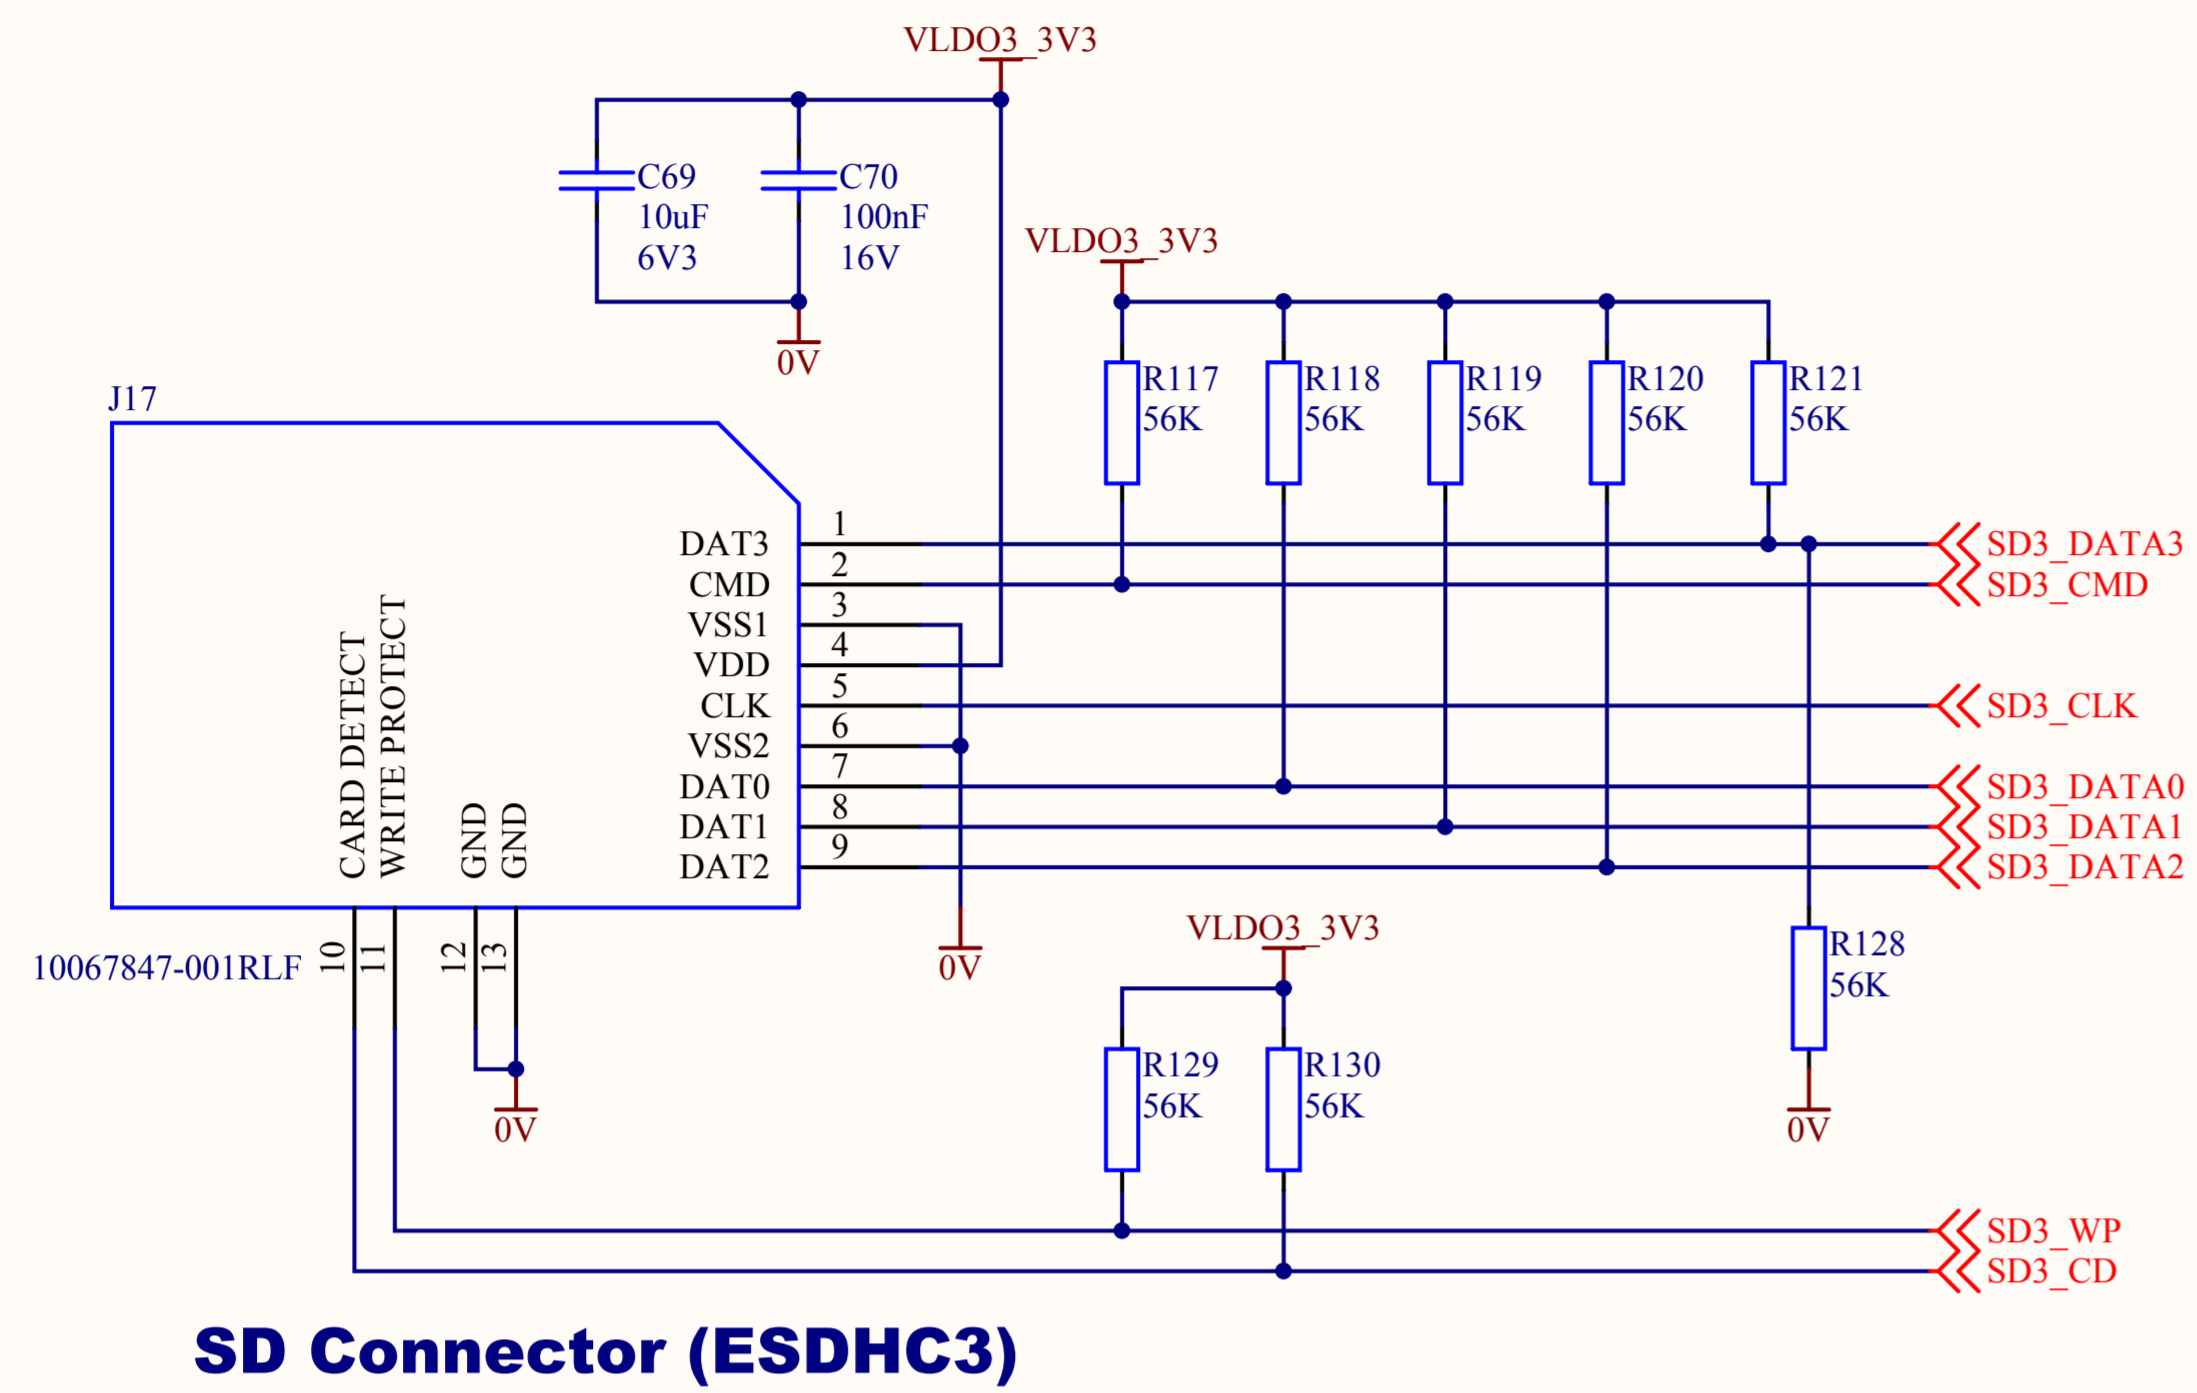 VLDO3_3V3
C69
10uF
6V3
C70
100nF
16V
0V
VLDO3_3V3
R117
56K
R118
56K
R119
56K
R120
56K
R121
56K
J17
DAT3 1
CMD 2
VSS1 3
VDD 4
CLK 5
VSS2 6
DAT0 7
DAT1 8
DAT2 9
CARD DETECT 10
WRITE PROTECT 11
GND 12
GND 13
10067847-001RLF
0V
0V
SD3_DATA3
SD3_CMD
SD3_CLK
SD3_DATA0
SD3_DATA1
SD3_DATA2
VLDO3_3V3
R129
56K
R130
56K
R128
56K
0V
SD3_WP
SD3_CD
SD Connector (ESDHC3)